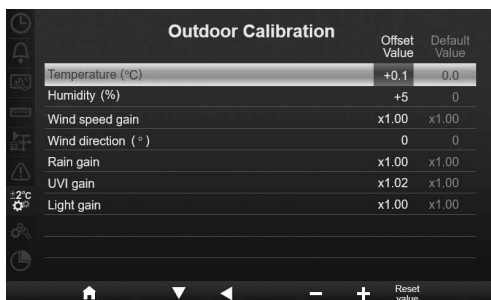 Outdoor Calibration
Offset Value
Default Value
Temperature (°C) +0.1 0.0
Humidity (%) +5 0
Wind speed gain x1.00 x1.00
Wind direction (°) 0 0
Rain gain x1.00 x1.00
UVI gain x1.02 x1.00
Light gain x1.00 x1.00
±2°C
Reset value